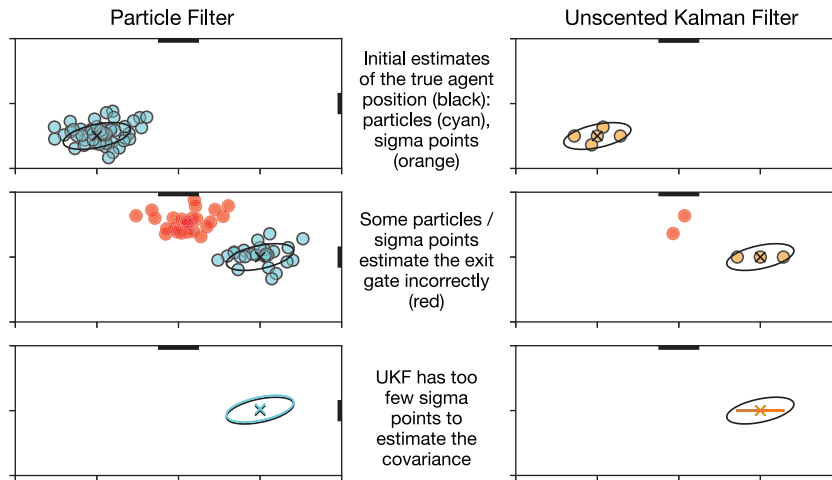 Particle Filter
Unscented Kalman Filter
Initial estimates
of the true agent
position (black):
particles (cyan),
sigma points
(orange)
Some particles /
sigma points
estimate the exit
gate incorrectly
(red)
UKF has too
few sigma
points to
estimate the
covariance